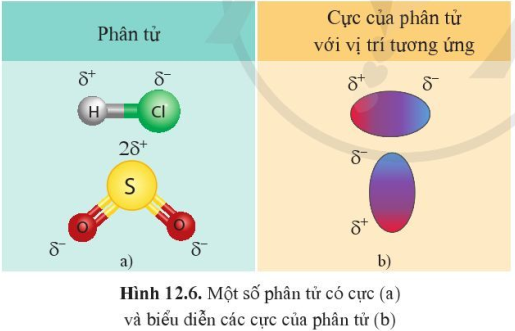 Phân tử
Cực của phân tử
với vị trí tương ứng
δ⁺ δ⁻
H Cl
2δ⁺
S
O O
δ⁻ δ⁻
a)
δ⁺ δ⁻
δ⁻
δ⁺
b)
Hình 12.6. Một số phân tử có cực (a)
và biểu diễn các cực của phân tử (b)